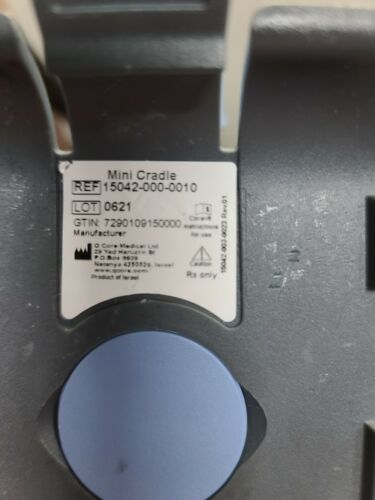 Mini Cradle
REF 15042-000-0010
LOT 0621
GTIN: 7290109150000
Manufacturer
Q Core Medical Ltd
29 Yad Haruzim St
P.O.Box 8639
Netanya 4250529, Israel
www.qcore.com
Product of Israel
Consult
instructions
for use
Caution
Rx only
15042-903-0023 Rev.01